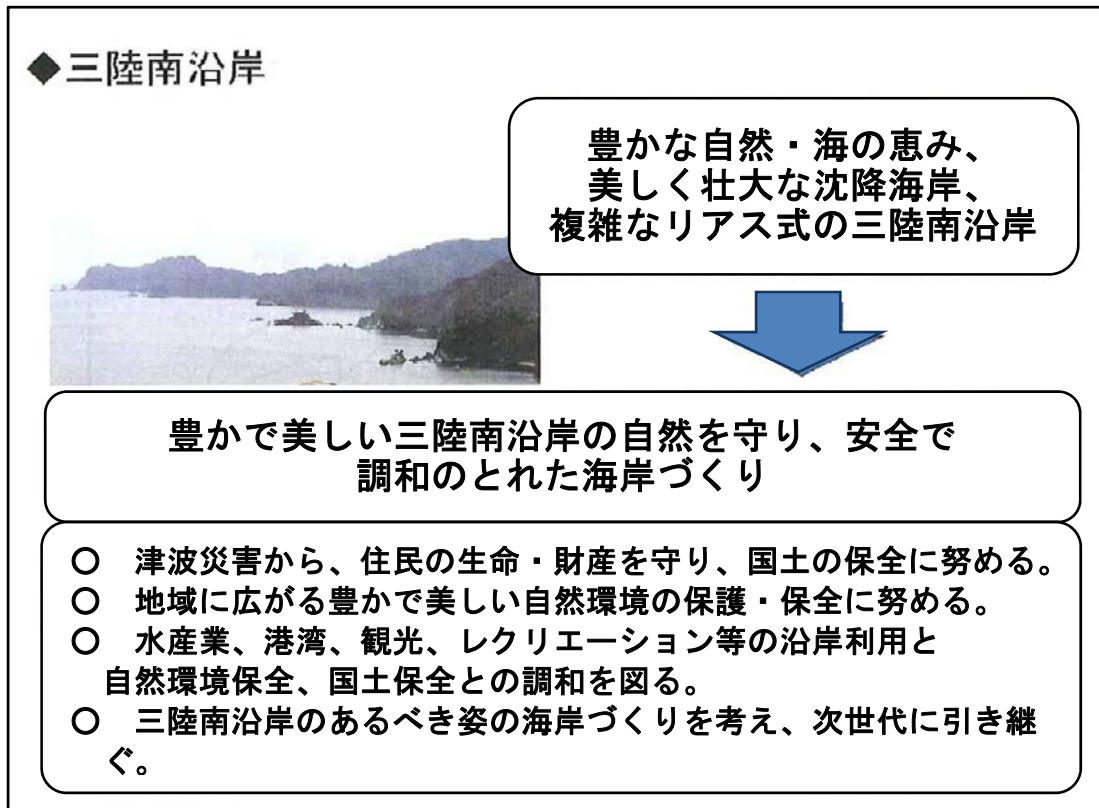 ◆三陸南沿岸
豊かな自然・海の恵み、
美しく壮大な沈降海岸、
複雑なリアス式の三陸南沿岸
豊かで美しい三陸南沿岸の自然を守り、安全で
調和のとれた海岸づくり
○　津波災害から、住民の生命・財産を守り、国土の保全に努める。
○　地域に広がる豊かで美しい自然環境の保護・保全に努める。
○　水産業、港湾、観光、レクリエーション等の沿岸利用と
自然環境保全、国土保全との調和を図る。
○　三陸南沿岸のあるべき姿の海岸づくりを考え、次世代に引き継
ぐ。